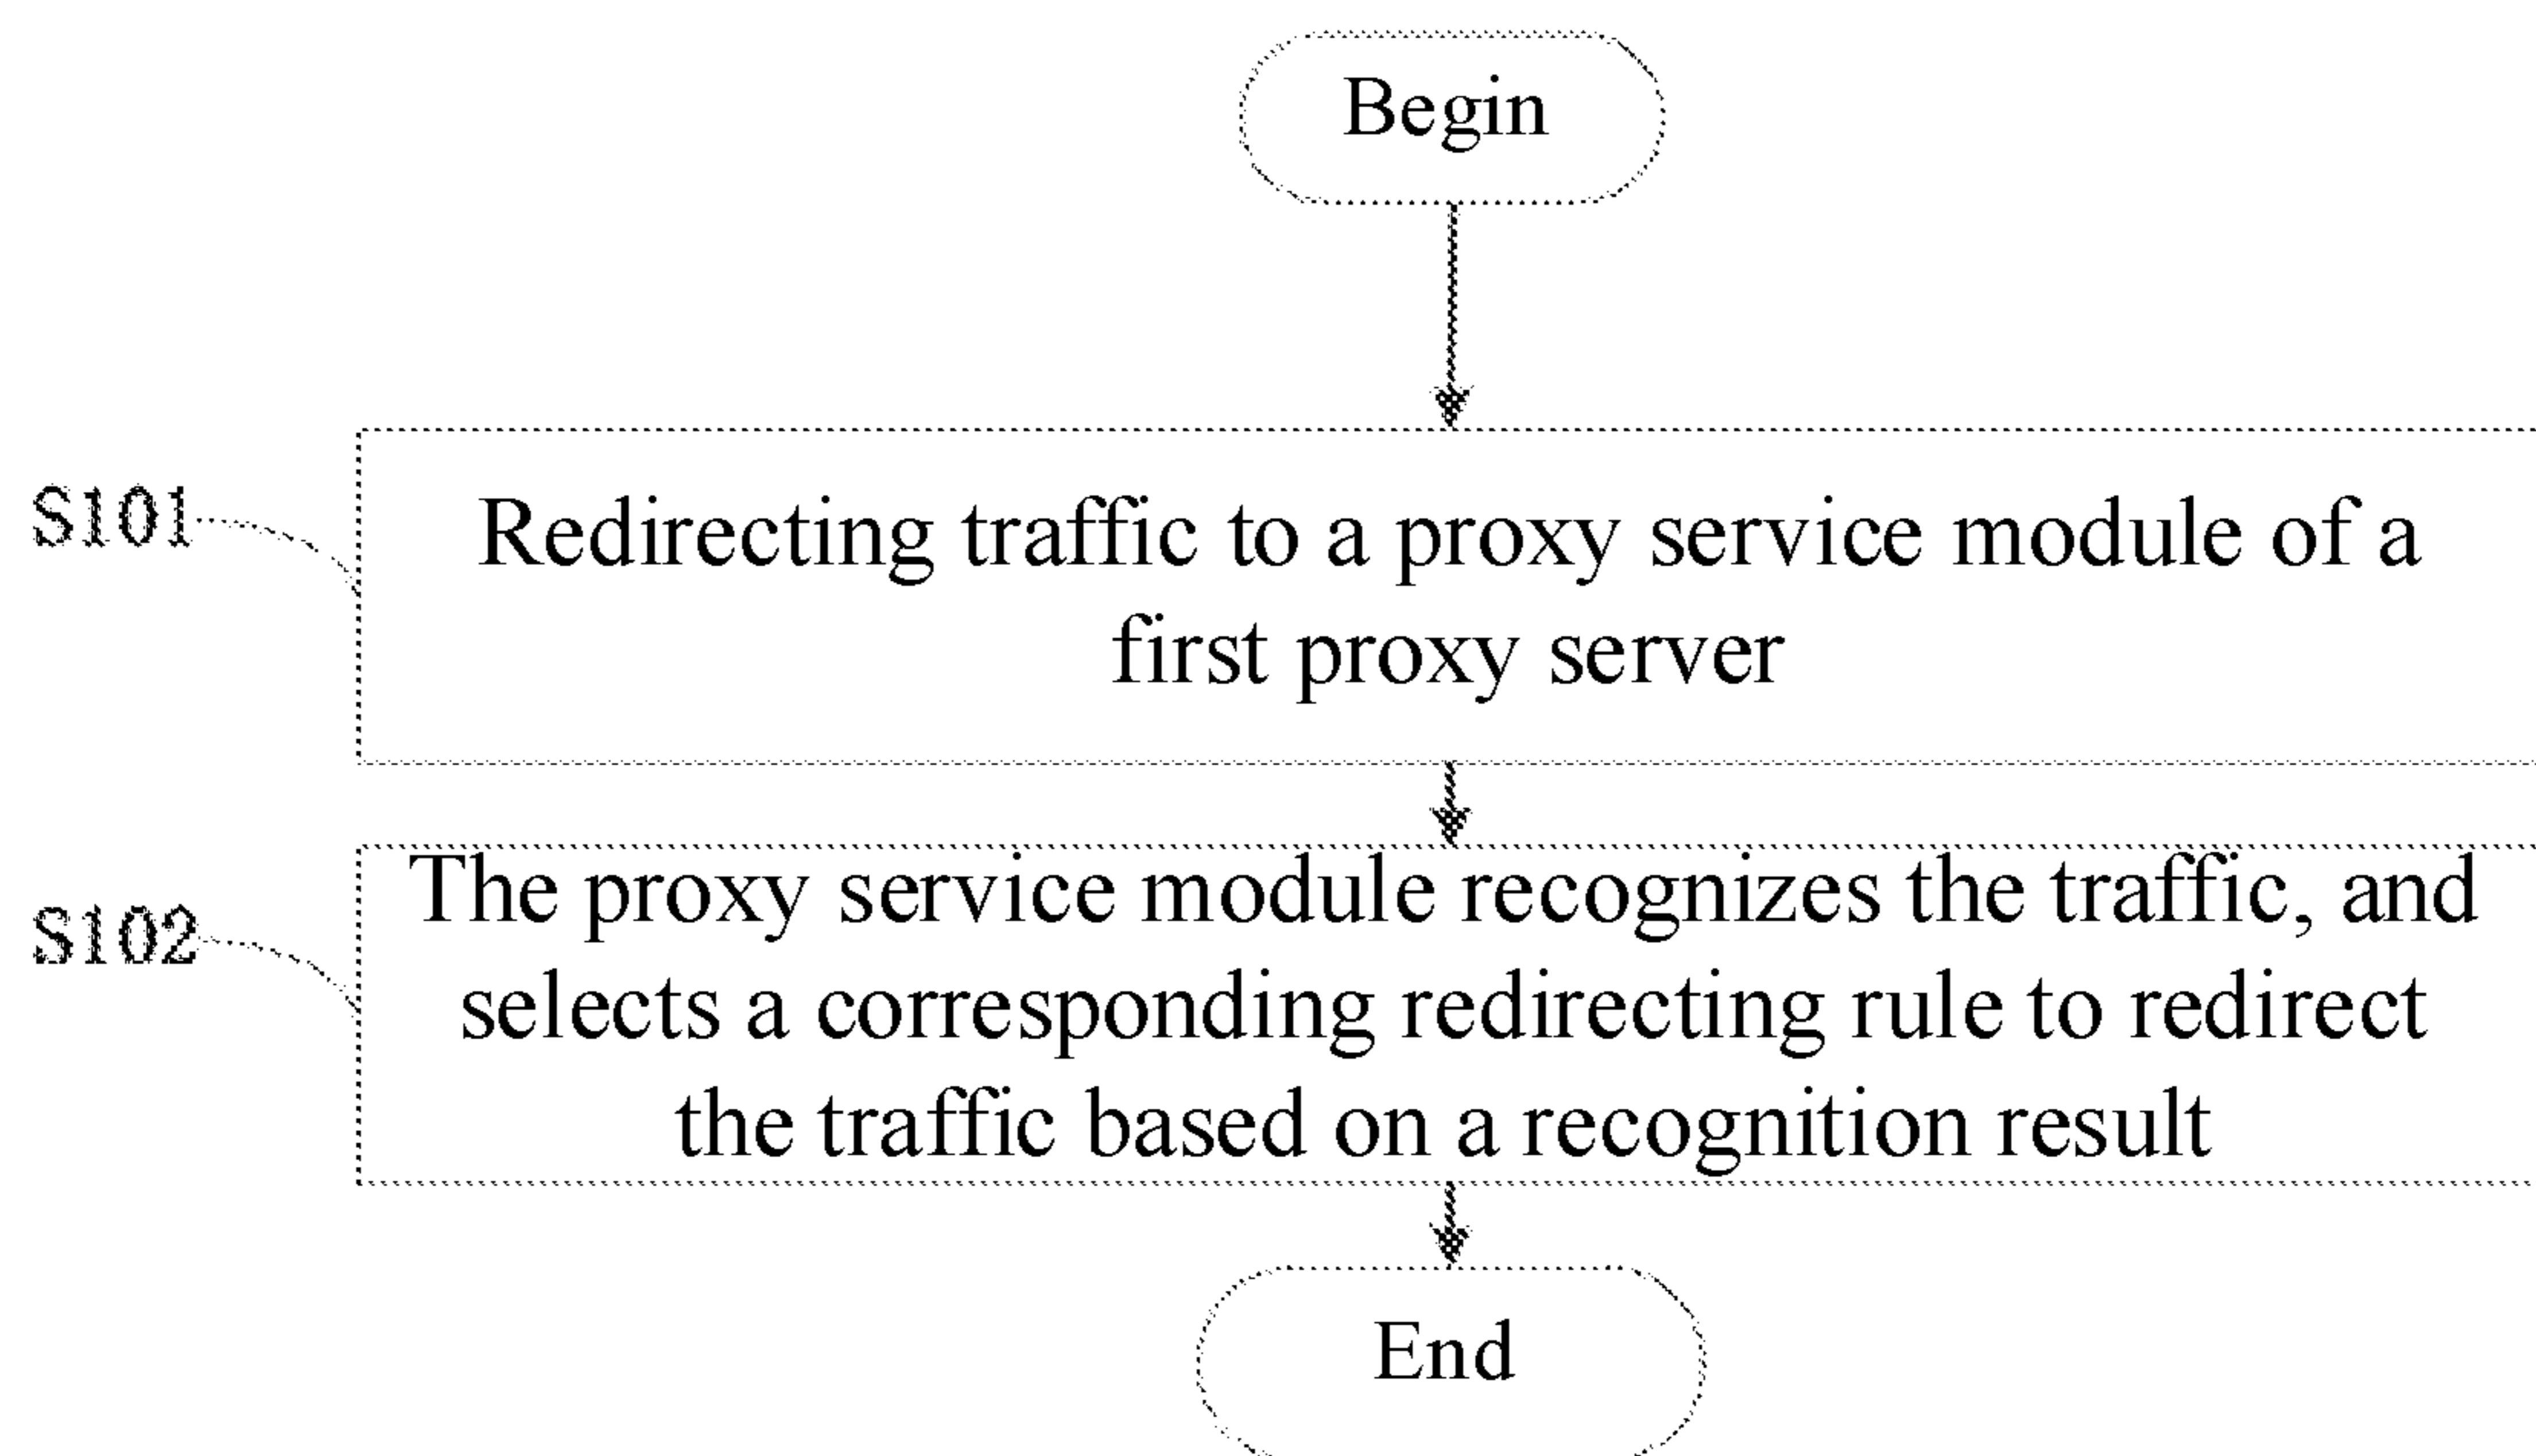 Begin
S101
Redirecting traffic to a proxy service module of a
first proxy server
S102
The proxy service module recognizes the traffic, and
selects a corresponding redirecting rule to redirect
the traffic based on a recognition result
End